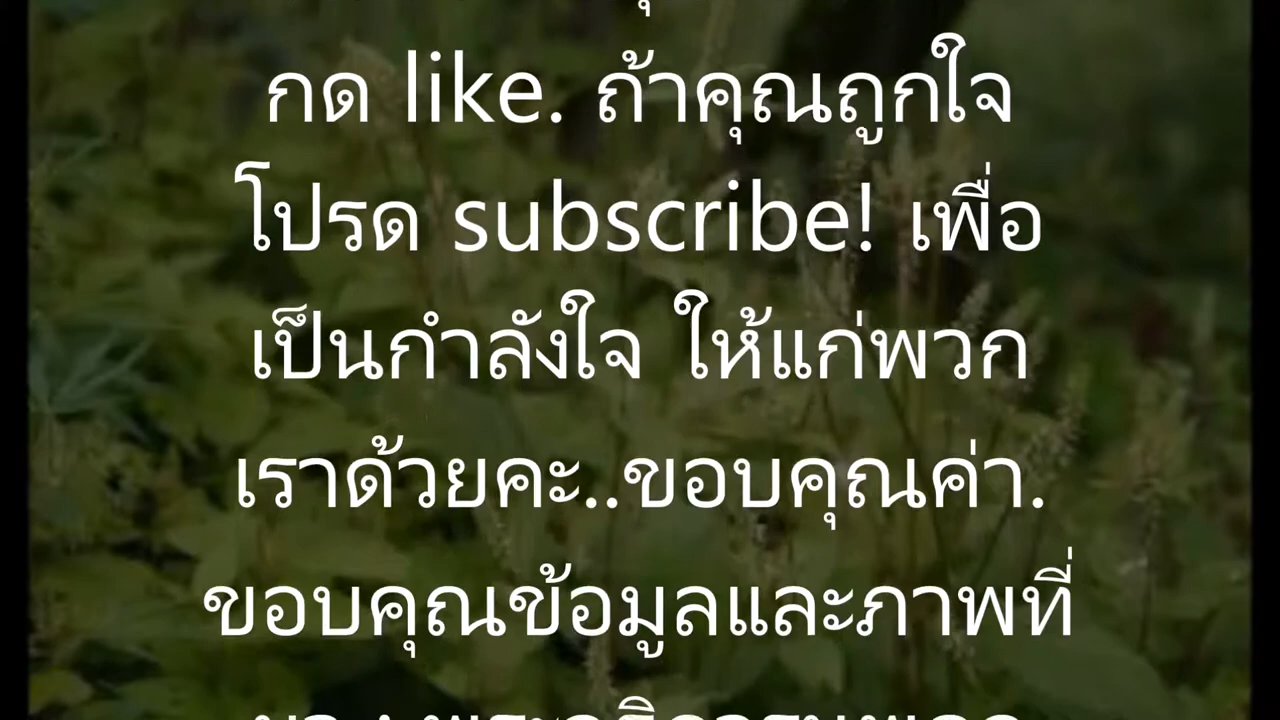 กด like. ถ้าคุณถูกใจ
โปรด subscribe! เพื่อ
เป็นกำลังใจ ให้แก่พวก
เราด้วยคะ..ขอบคุณค่า.
ขอบคุณข้อมูลและภาพที่